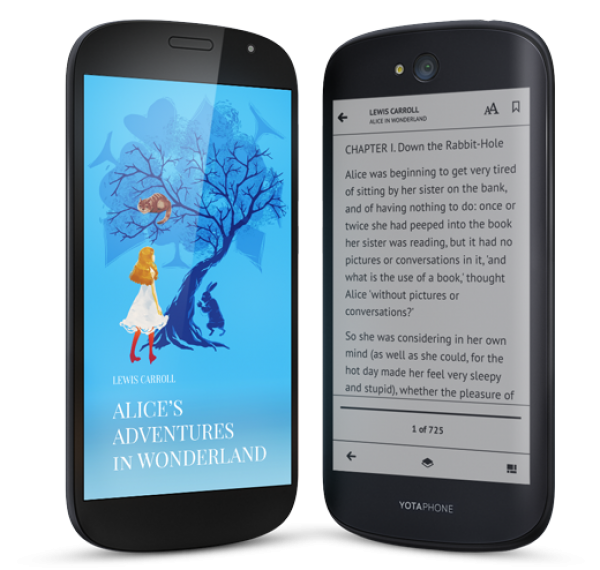 LEWIS CARROLL
ALICE'S
ADVENTURES
IN WONDERLAND
LEWIS CARROLL
ALICE IN WONDERLAND
AA
CHAPTER I. Down the Rabbit-Hole
Alice was beginning to get very tired
of sitting by her sister on the bank,
and of having nothing to do: once or
twice she had peeped into the book
her sister was reading, but it had no
pictures or conversations in it, 'and
what is the use of a book,' thought
Alice 'without pictures or
conversations?'
So she was considering in her own
mind (as well as she could, for the
hot day made her feel very sleepy
and stupid), whether the pleasure of
1 of 725
YOTAPHONE